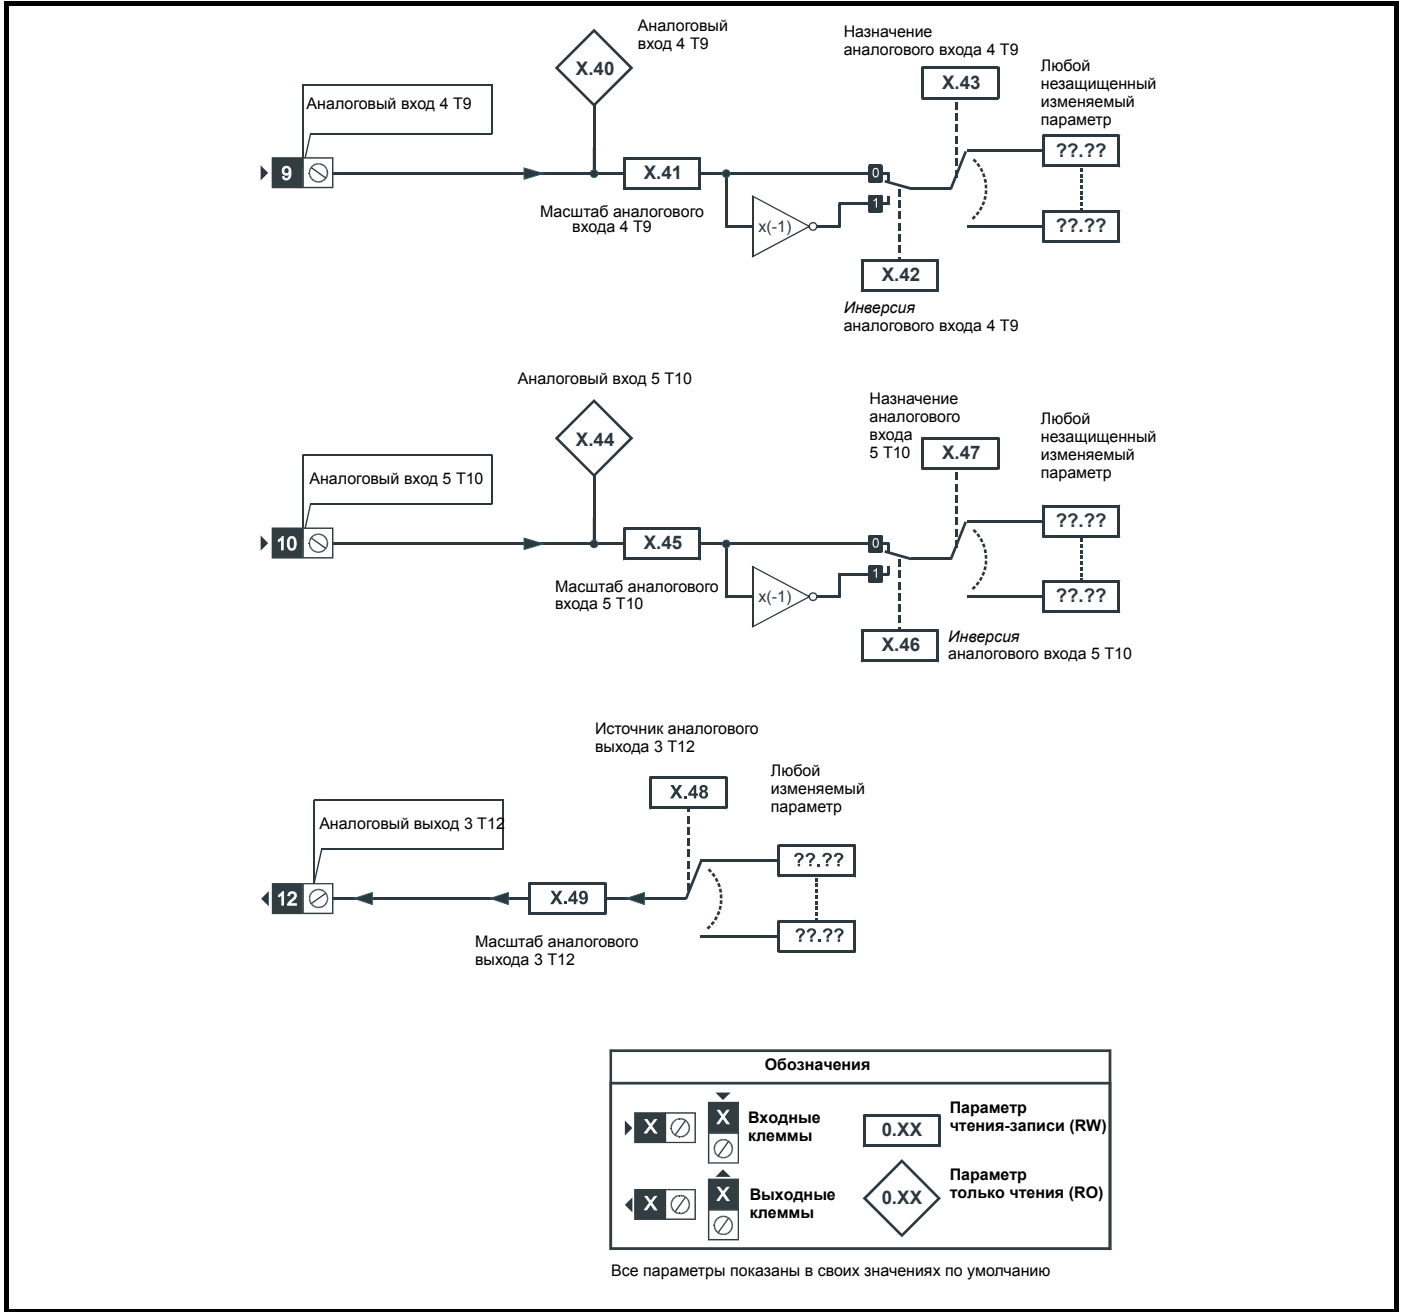 Аналоговый
вход 4 T9
X.40
Назначение
аналогового входа 4 T9
X.43
Любой
незащищенный
изменяемый
параметр
Аналоговый вход 4 T9
9
X.41
Масштаб аналогового
входа 4 T9
x(-1)
0
1
??.??
??.??
X.42
Инверсия
аналогового входа 4 T9
Аналоговый вход 5 T10
X.44
Назначение
аналогового
входа
5 T10
X.47
Любой
незащищенный
изменяемый
параметр
Аналоговый вход 5 T10
10
X.45
Масштаб аналогового
входа 5 T10
x(-1)
0
1
??.??
??.??
X.46
Инверсия
аналогового входа 5 T10
Источник аналогового
выхода 3 T12
X.48
Любой
изменяемый
параметр
Аналоговый выход 3 T12
12
X.49
Масштаб аналогового
выхода 3 T12
??.??
??.??
Обозначения
X
X
Входные
клеммы
0.XX
Параметр
чтения-записи (RW)
X
X
Выходные
клеммы
0.XX
Параметр
только чтения (RO)
Все параметры показаны в своих значениях по умолчанию